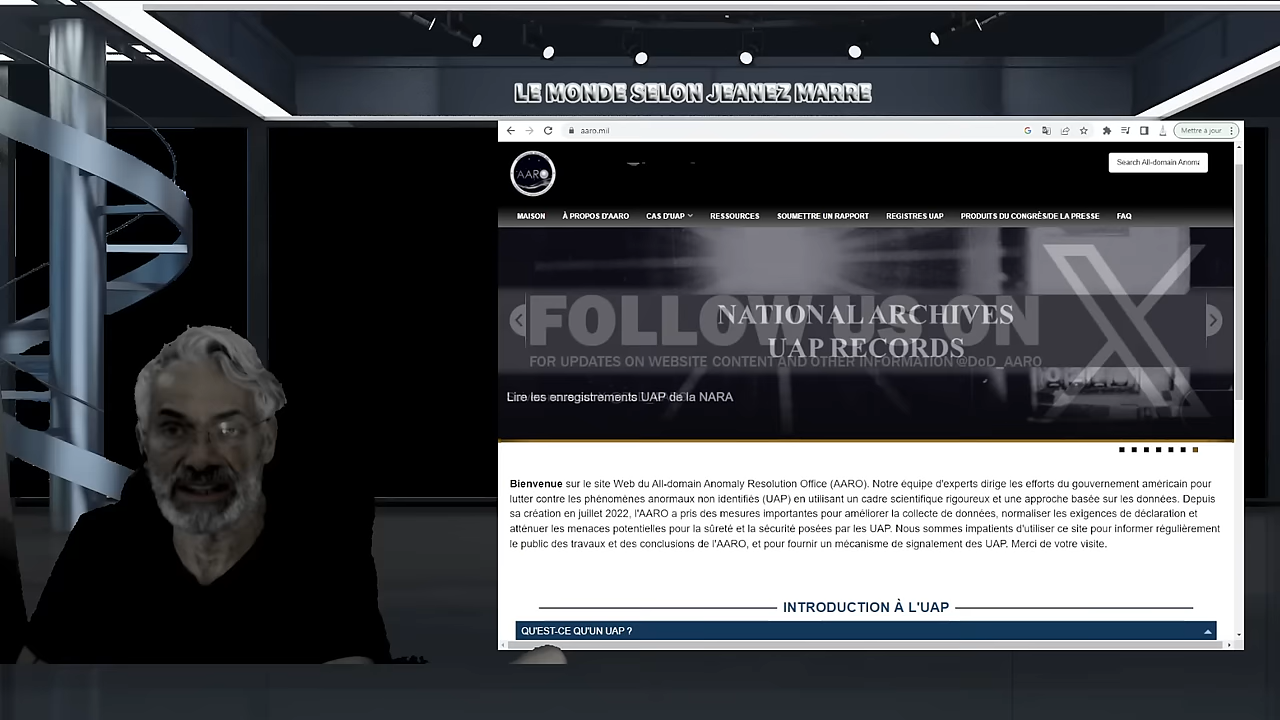 LE MONDE SELON JEANEZ MARRE
aaro.mil
Mettre à jour
AARO
Search All-domain Anoma
MAISON À PROPOS D'AARO CAS D'UAP RESSOURCES SOUMETTRE UN RAPPORT REGISTRES UAP PRODUITS DU CONGRÈS/DE LA PRESSE FAQ
FOLLOW US ON X
NATIONAL ARCHIVES
UAP RECORDS
FOR UPDATES ON WEBSITE CONTENT AND OTHER INFORMATION @DoD_AARO
Lire les enregistrements UAP de la NARA
Bienvenue sur le site Web du All-domain Anomaly Resolution Office (AARO). Notre équipe d'experts dirige les efforts du gouvernement américain pour
lutter contre les phénomènes anormaux non identifiés (UAP) en utilisant un cadre scientifique rigoureux et une approche basée sur les données. Depuis
sa création en juillet 2022, l'AARO a pris des mesures importantes pour améliorer la collecte de données, normaliser les exigences de déclaration et
atténuer les menaces potentielles pour la sûreté et la sécurité posées par les UAP. Nous sommes impatients d'utiliser ce site pour informer régulièrement
le public des travaux et des conclusions de l'AARO, et pour fournir un mécanisme de signalement des UAP. Merci de votre visite.
INTRODUCTION À L'UAP
QU'EST-CE QU'UN UAP ?